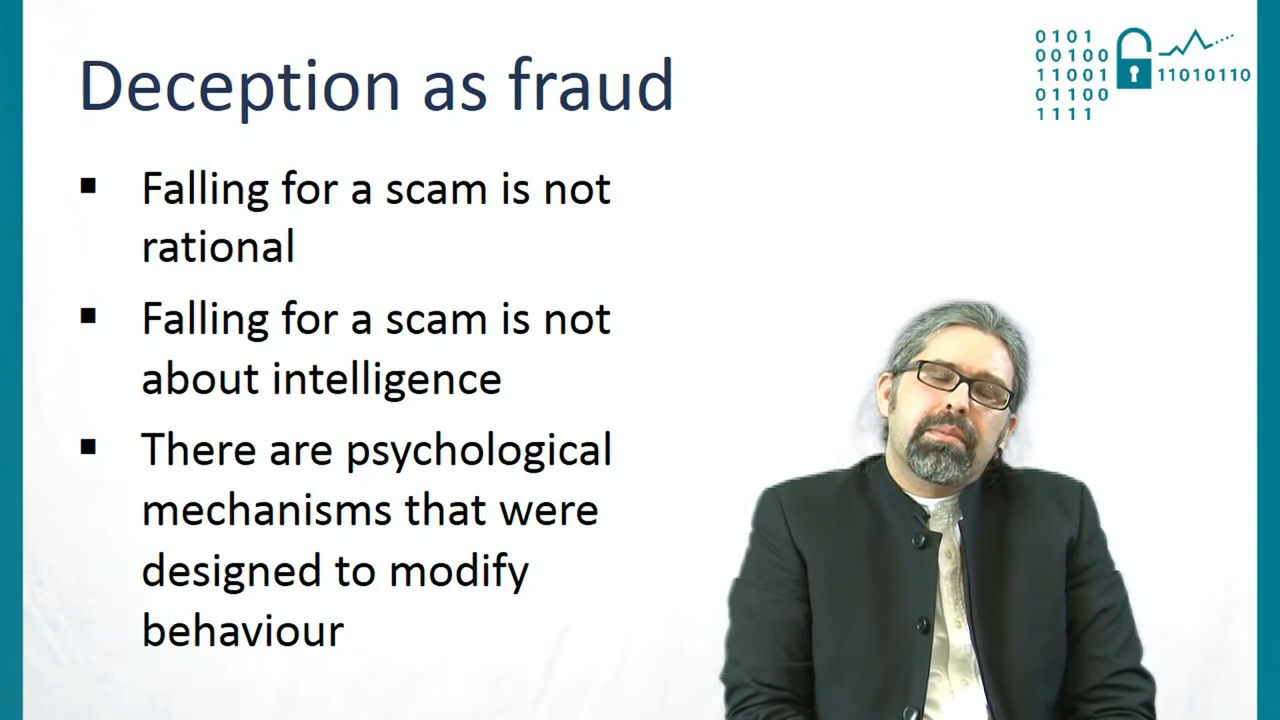 Deception as fraud
0101
00100
11001 11010110
01100
1111
▪ Falling for a scam is not
rational
▪ Falling for a scam is not
about intelligence
▪ There are psychological
mechanisms that were
designed to modify
behaviour